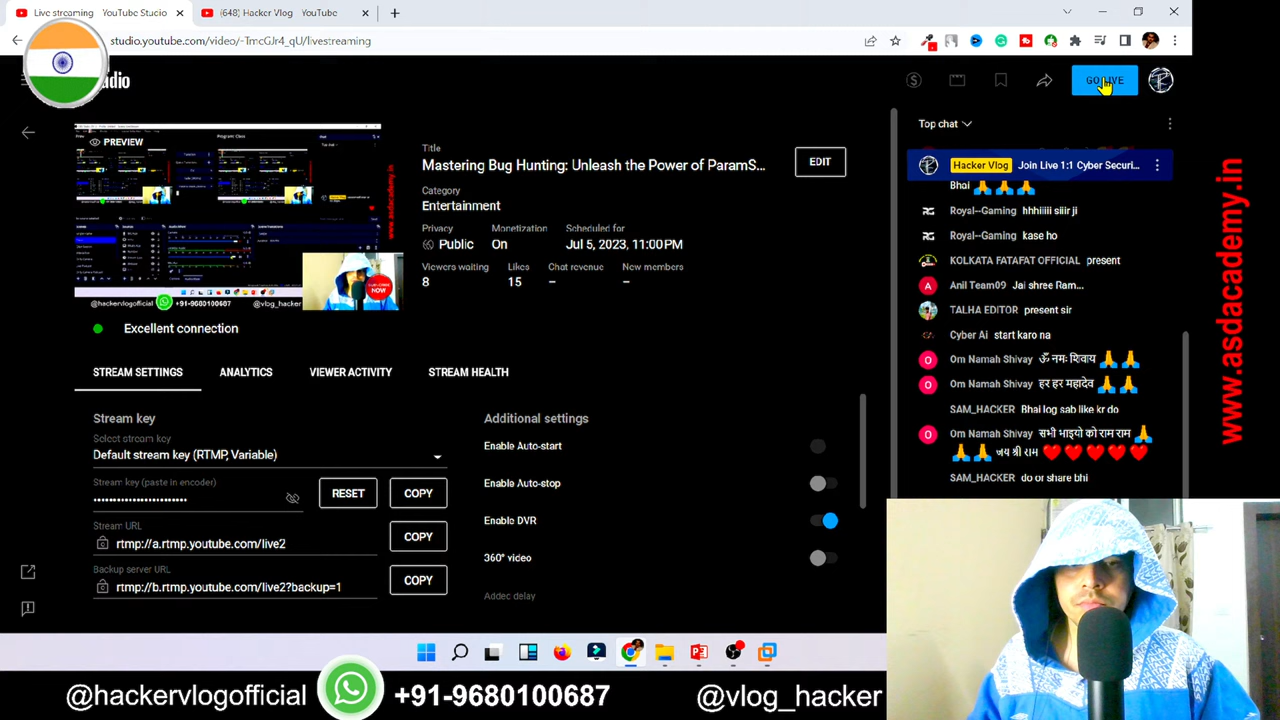 Live streaming - YouTube Studio
(648) Hacker Vlog - YouTube
studio.youtube.com/video/-TmcGJr4_qU/livestreaming
GO LIVE
PREVIEW
Title
Mastering Bug Hunting: Unleash the Power of ParamS...
EDIT
Category
Entertainment
Privacy
Monetization
Scheduled for
Public
On
Jul 5, 2023, 11:00 PM
Viewers waiting
Likes
Chat revenue
New members
8
15
–
–
@hackervlogofficial
+91-9680100687
@vlog_hacker
NOW
Excellent connection
STREAM SETTINGS
ANALYTICS
VIEWER ACTIVITY
STREAM HEALTH
Stream key
Select stream key
Default stream key (RTMP, Variable)
Stream key (paste in encoder)
RESET
COPY
Stream URL
rtmp://a.rtmp.youtube.com/live2
COPY
Backup server URL
rtmp://b.rtmp.youtube.com/live2?backup=1
COPY
Additional settings
Enable Auto-start
Enable Auto-stop
Enable DVR
360° video
Added delay
Top chat
Hacker Vlog Join Live 1:1 Cyber Securi...
Bhai 🙏🙏🙏
Royal--Gaming hhhiiiii siiir ji
Royal--Gaming kase ho
KOLKATA FATAFAT OFFICIAL present
Anil Team09 Jai shree Ram...
TALHA EDITOR present sir
Cyber Ai start karo na
Om Namah Shivay ॐ नमः शिवाय 🙏🙏
Om Namah Shivay हर हर महादेव 🙏🙏
SAM_HACKER Bhai log sab like kr do
Om Namah Shivay सभी भाइयो को राम राम 🙏
🙏🙏 जय श्री राम ❤️❤️❤️❤️❤️
SAM_HACKER do or share bhi
www.asdacademy.in
@hackervlogofficial
+91-9680100687
@vlog_hacker